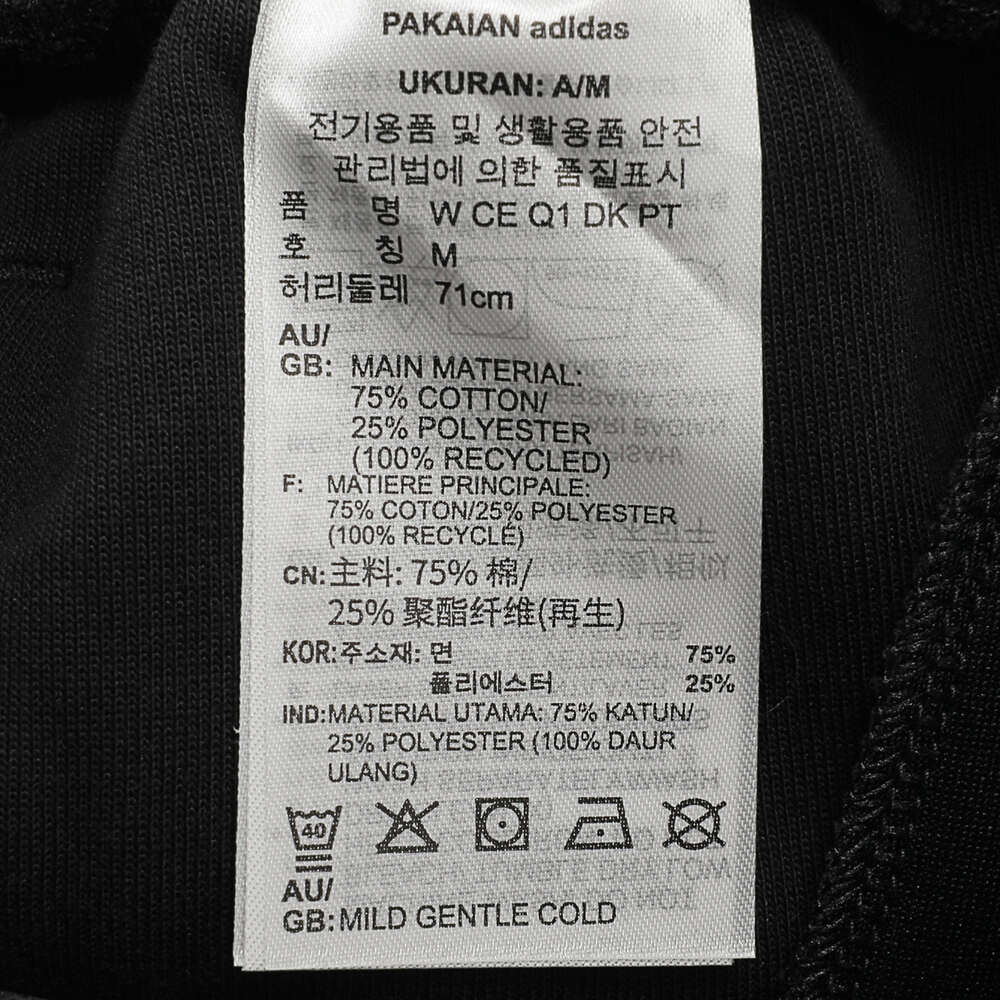 PAKAIAN adidas
UKURAN: A/M
전기용품 및 생활용품 안전
관리법에 의한 품질표시
품 명 W CE Q1 DK PT
호 칭 M
허리둘레 71cm
AU/
GB: MAIN MATERIAL:
75% COTTON/
25% POLYESTER
(100% RECYCLED)
F: MATIERE PRINCIPALE:
75% COTON/25% POLYESTER
(100% RECYCLÉ)
CN: 主料: 75% 棉/
25% 聚酯纤维(再生)
KOR: 주소재: 면 75%
폴리에스터 25%
IND: MATERIAL UTAMA: 75% KATUN/
25% POLYESTER (100% DAUR
ULANG)
40
AU/
GB: MILD GENTLE COLD